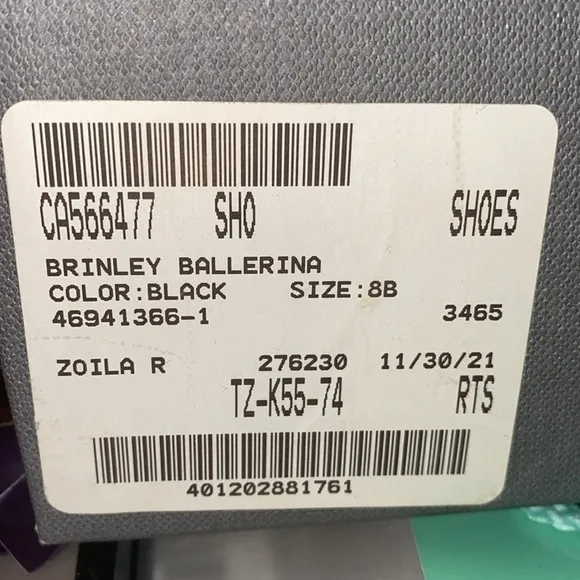 CA566477 SHO SHOES
BRINLEY BALLERINA
COLOR:BLACK SIZE:8B
46941366-1 3465
ZOILA R 276230 11/30/21
TZ-K55-74 RTS
401202881761